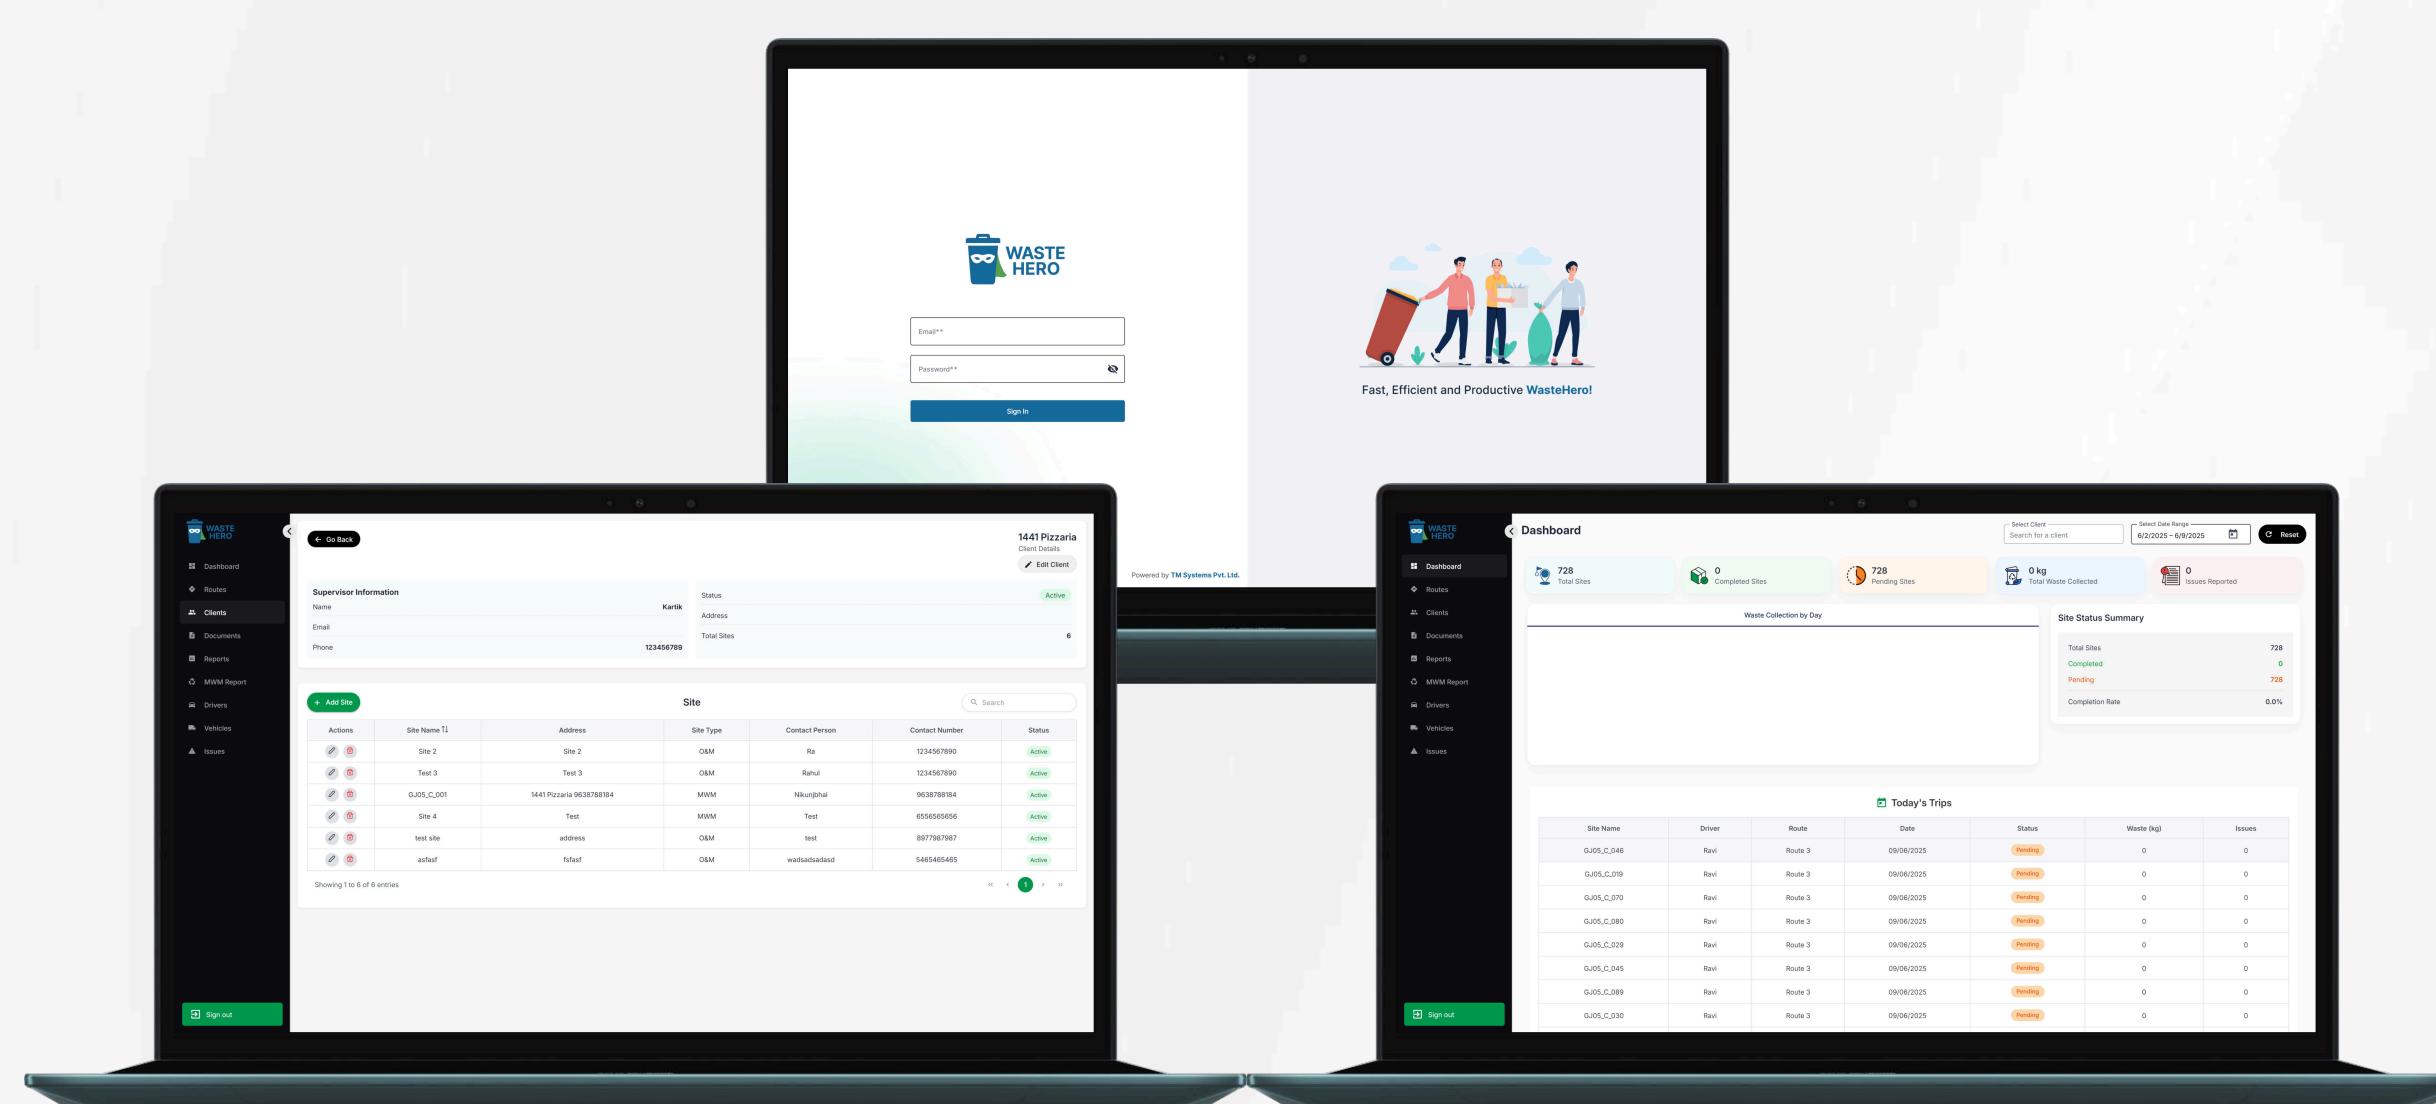 WASTE
HERO
Email**
Password**
Sign In
Powered by TM Systems Pvt. Ltd.
Fast, Efficient and Productive WasteHero!
WASTE
HERO
Dashboard
Routes
Clients
Documents
Reports
MWM Report
Drivers
Vehicles
Issues
Sign out
Go Back
1441 Pizzaria
Client Details
Edit Client
Supervisor Information
Name Kartik
Email
Phone 123456789
Status Active
Address
Total Sites 6
+ Add Site
Site
Search
Actions Site Name Address Site Type Contact Person Contact Number Status
Site 2 Site 2 O&M Ra 1234567890 Active
Test 3 Test 3 O&M Rahul 1234567890 Active
GJ05_C_001 1441 Pizzaria 9638788184 MWM Nikunjbhai 9638788184 Active
Site 4 Test MWM Test 6556565656 Active
test site address O&M test 8977987987 Active
asfasf fsfasf O&M wadsadsadasd 5465465465 Active
Showing 1 to 6 of 6 entries
« ‹ 1 › »
WASTE
HERO
Dashboard
Routes
Clients
Documents
Reports
MWM Report
Drivers
Vehicles
Issues
Sign out
Dashboard
Select Client
Search for a client
Select Date Range
6/2/2025 – 6/9/2025
Reset
728
Total Sites
0
Completed Sites
728
Pending Sites
0 kg
Total Waste Collected
0
Issues Reported
Waste Collection by Day
Site Status Summary
Total Sites 728
Completed 0
Pending 728
Completion Rate 0.0%
Today's Trips
Site Name Driver Route Date Status Waste (kg) Issues
GJ05_C_046 Ravi Route 3 09/06/2025 Pending 0 0
GJ05_C_019 Ravi Route 3 09/06/2025 Pending 0 0
GJ05_C_070 Ravi Route 3 09/06/2025 Pending 0 0
GJ05_C_080 Ravi Route 3 09/06/2025 Pending 0 0
GJ05_C_029 Ravi Route 3 09/06/2025 Pending 0 0
GJ05_C_045 Ravi Route 3 09/06/2025 Pending 0 0
GJ05_C_089 Ravi Route 3 09/06/2025 Pending 0 0
GJ05_C_030 Ravi Route 3 09/06/2025 Pending 0 0